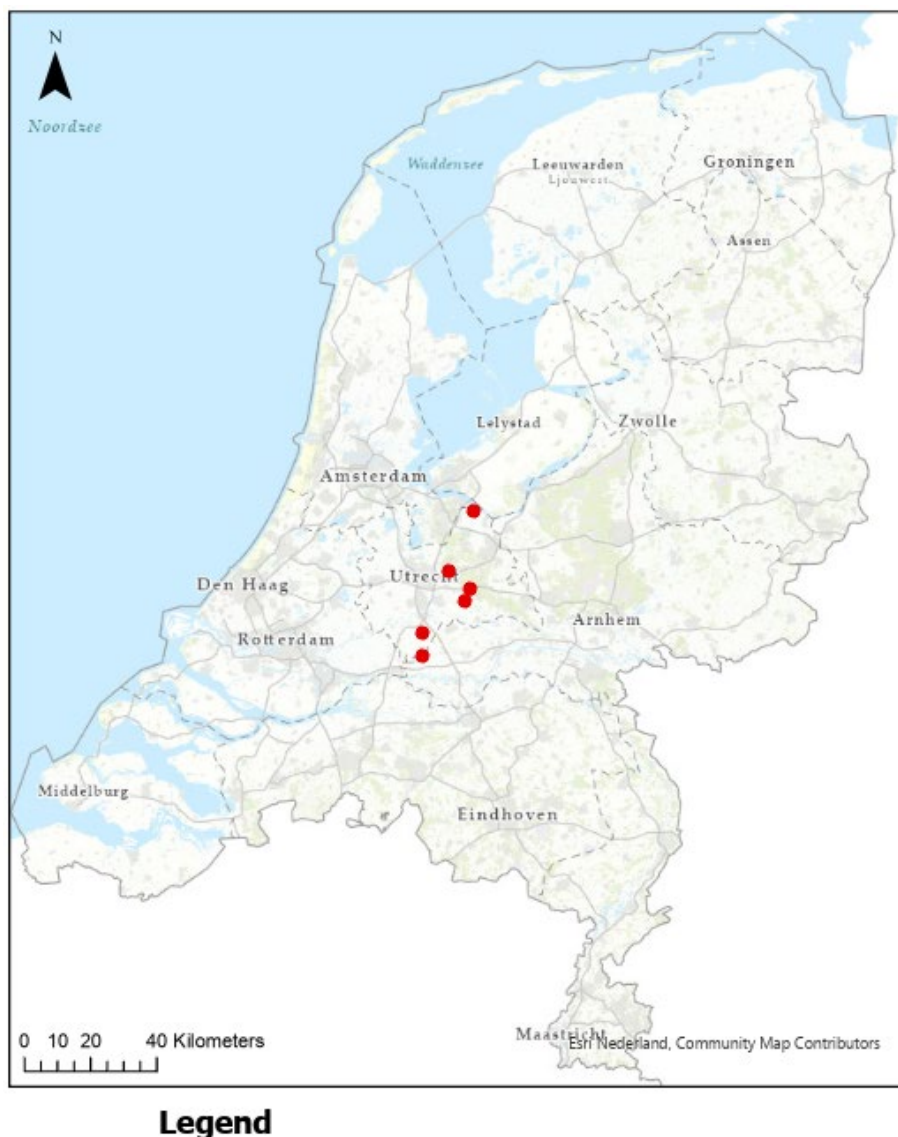 N
Noordzee
Waddenzee
Leeuwarden
Ljouwert
Groningen
Assen
Lelystad
Zwolle
Amsterdam
Den Haag
Utrecht
Rotterdam
Arnhem
Middelburg
Eindhoven
Maastricht
0 10 20 40 Kilometers
Esri Nederland, Community Map Contributors
Legend